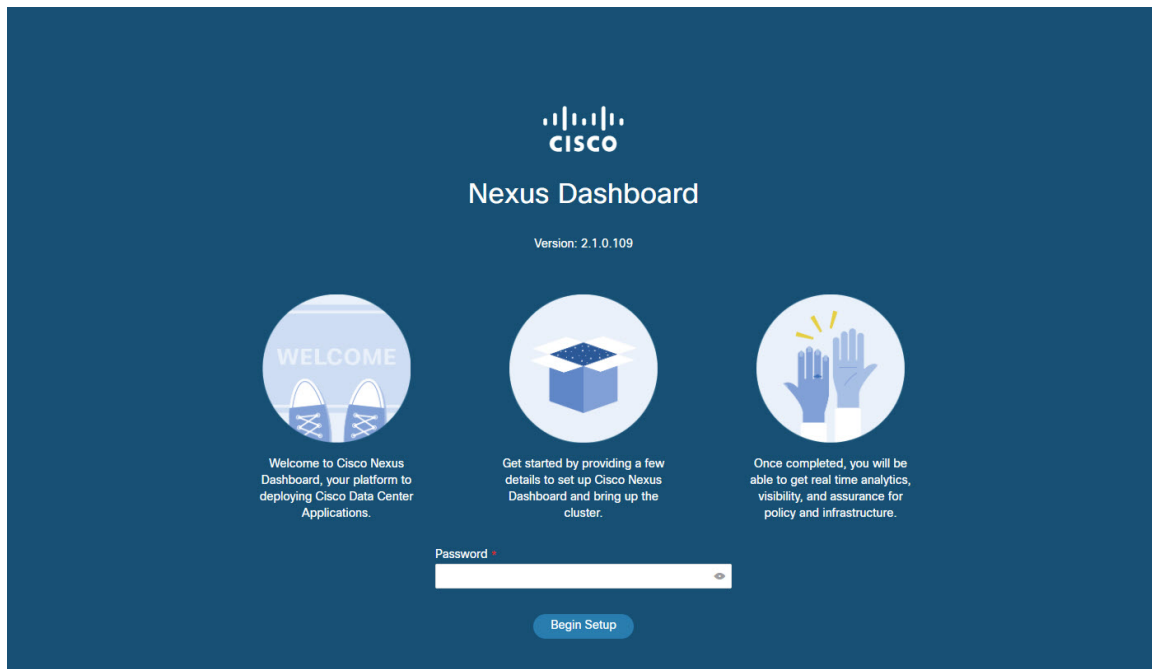 CISCO
Nexus Dashboard
Version: 2.1.0.109
WELCOME
Welcome to Cisco Nexus
Dashboard, your platform to
deploying Cisco Data Center
Applications.
Get started by providing a few
details to set up Cisco Nexus
Dashboard and bring up the
cluster.
Once completed, you will be
able to get real time analytics,
visibility, and assurance for
policy and infrastructure.
Password *
Begin Setup